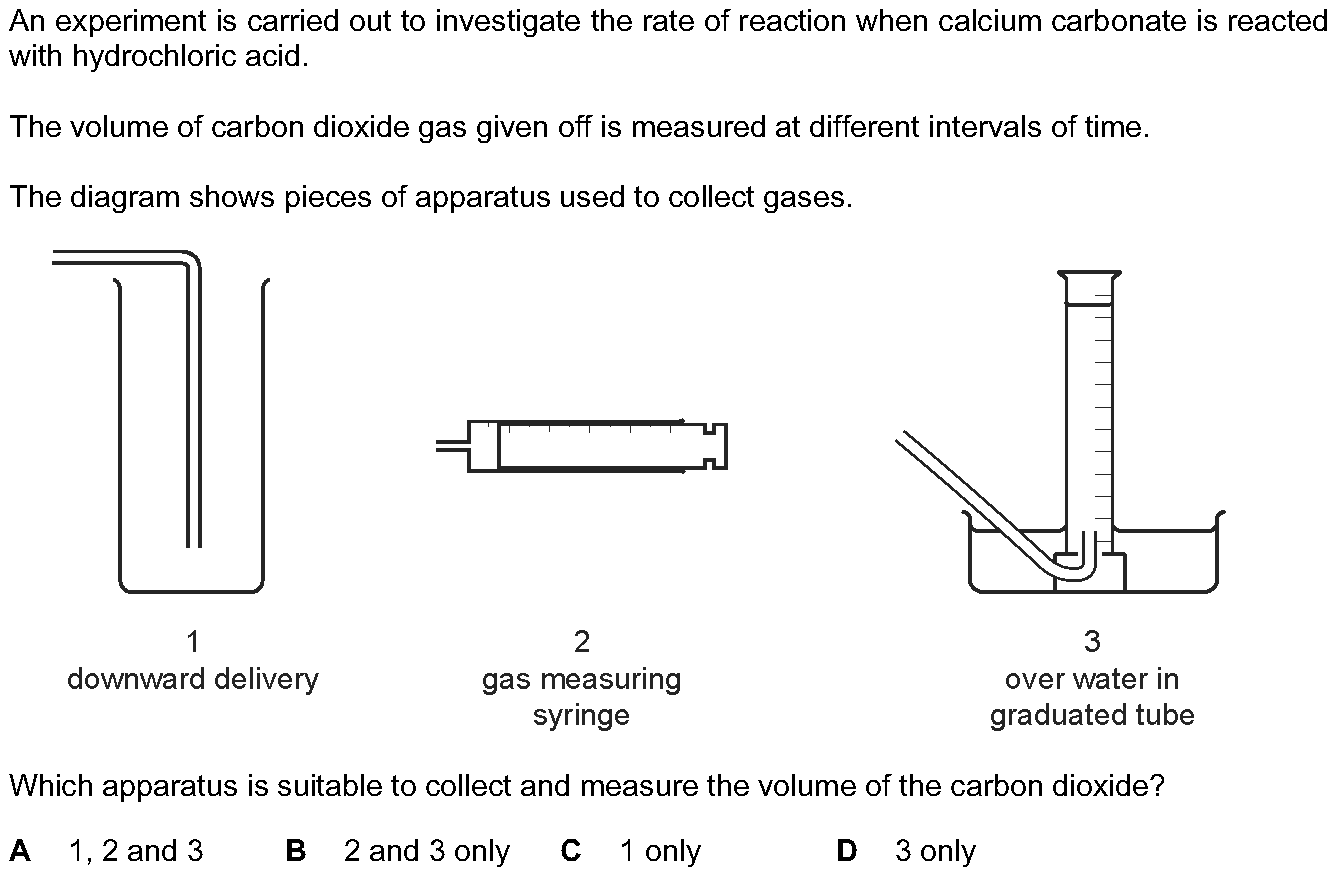 An experiment is carried out to investigate the rate of reaction when calcium carbonate is reacted
with hydrochloric acid.
The volume of carbon dioxide gas given off is measured at different intervals of time.
The diagram shows pieces of apparatus used to collect gases.
1
downward delivery
2
gas measuring
syringe
3
over water in
graduated tube
Which apparatus is suitable to collect and measure the volume of the carbon dioxide?
A 1, 2 and 3 B 2 and 3 only C 1 only D 3 only